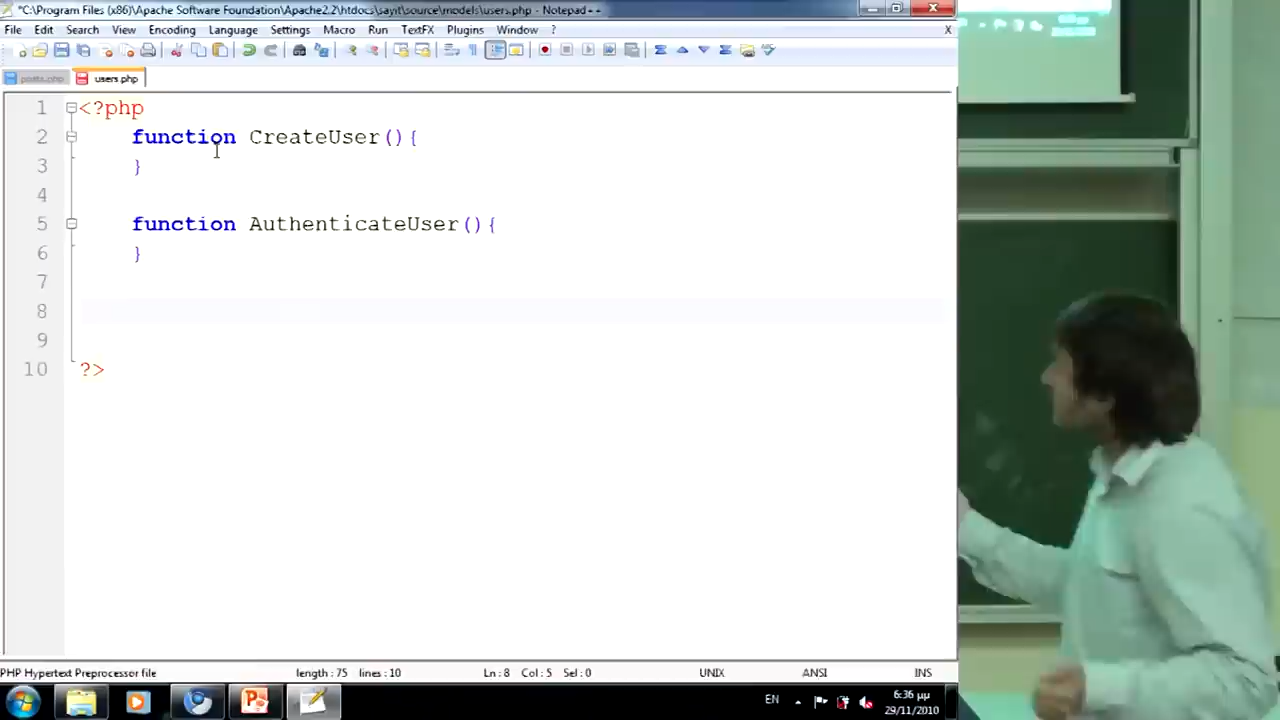 *C:\Program Files (x86)\Apache Software Foundation\Apache2.2\htdocs\sayit\source\models\users.php - Notepad++
File Edit Search View Encoding Language Settings Macro Run TextFX Plugins Window ? X
posts.php users.php
1 <?php
2 function CreateUser(){
3 }
4
5 function AuthenticateUser(){
6 }
7
8
9
10 ?>
PHP Hypertext Preprocessor file length : 75 lines : 10 Ln : 8 Col : 5 Sel : 0 UNIX ANSI INS
EN 6:36 μμ
29/11/2010